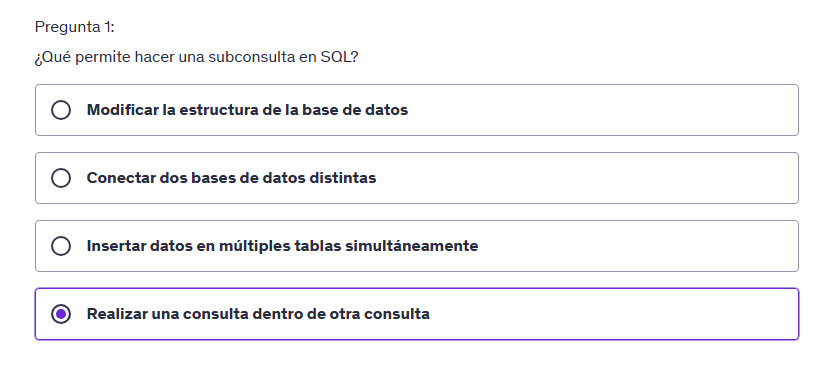 Pregunta 1:
¿Qué permite hacer una subconsulta en SQL?
Modificar la estructura de la base de datos
Conectar dos bases de datos distintas
Insertar datos en múltiples tablas simultáneamente
Realizar una consulta dentro de otra consulta